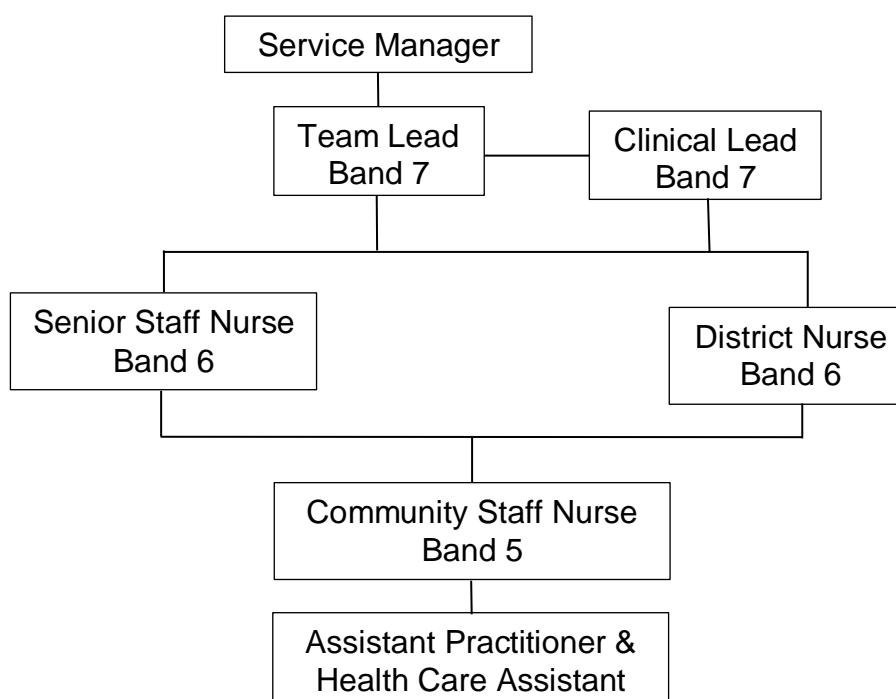 Service Manager
Team Lead
Band 7
Clinical Lead
Band 7
Senior Staff Nurse
Band 6
District Nurse
Band 6
Community Staff Nurse
Band 5
Assistant Practitioner &
Health Care Assistant